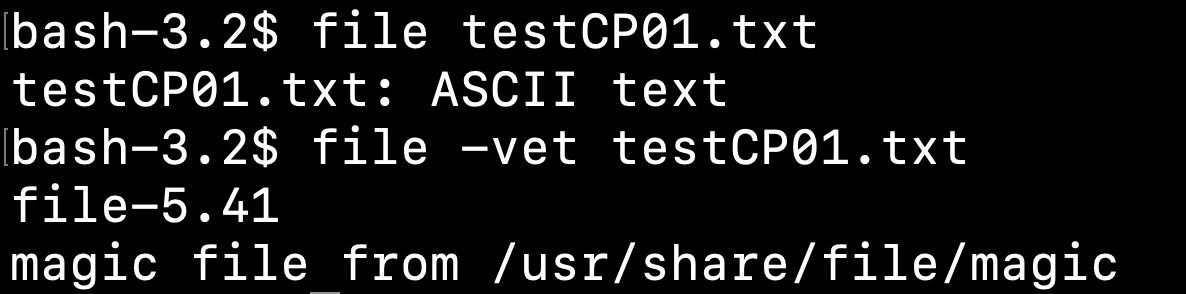 bash-3.2$ file testCP01.txt
testCP01.txt: ASCII text
bash-3.2$ file -vet testCP01.txt
file-5.41
magic file from /usr/share/file/magic